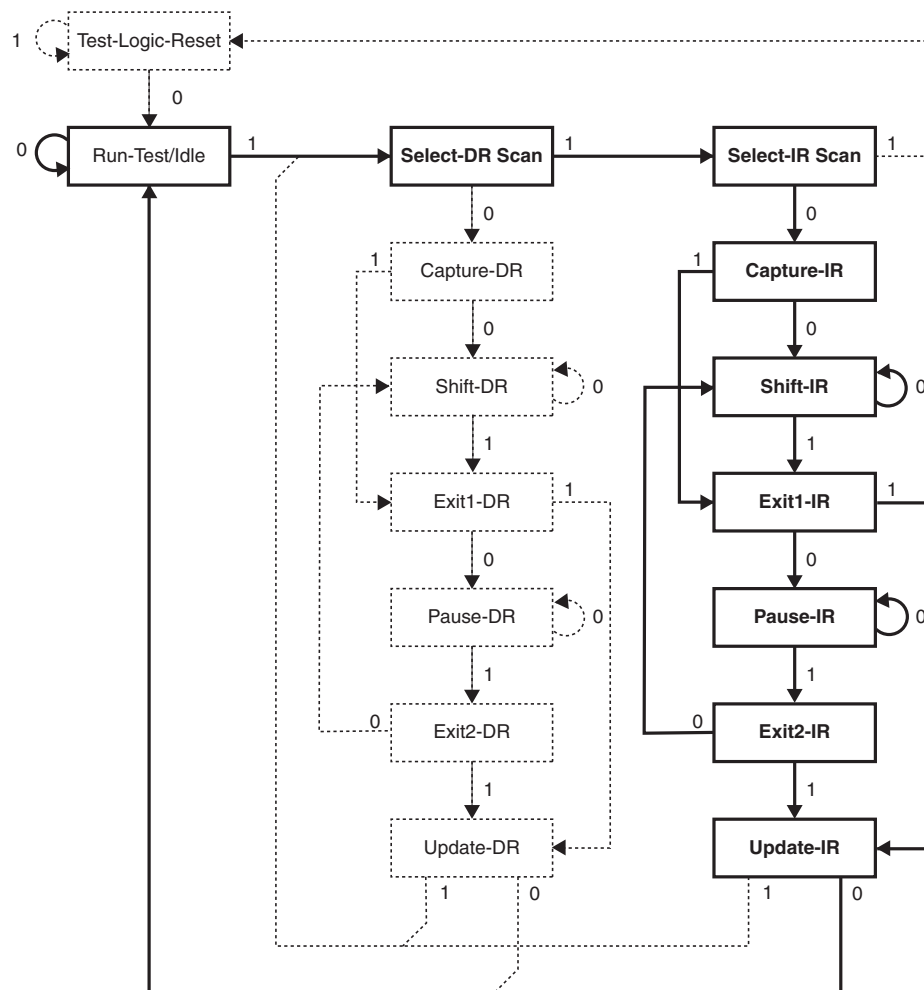 Test-Logic-Reset
1
0
Run-Test/Idle
0
1
Select-DR Scan
1
Select-IR Scan
1
0
0
1
Capture-DR
1
Capture-IR
0
0
Shift-DR
0
Shift-IR
0
1
1
Exit1-DR
1
Exit1-IR
1
0
0
Pause-DR
0
Pause-IR
0
1
1
0
Exit2-DR
0
Exit2-IR
1
1
Update-DR
Update-IR
1
0
1
0